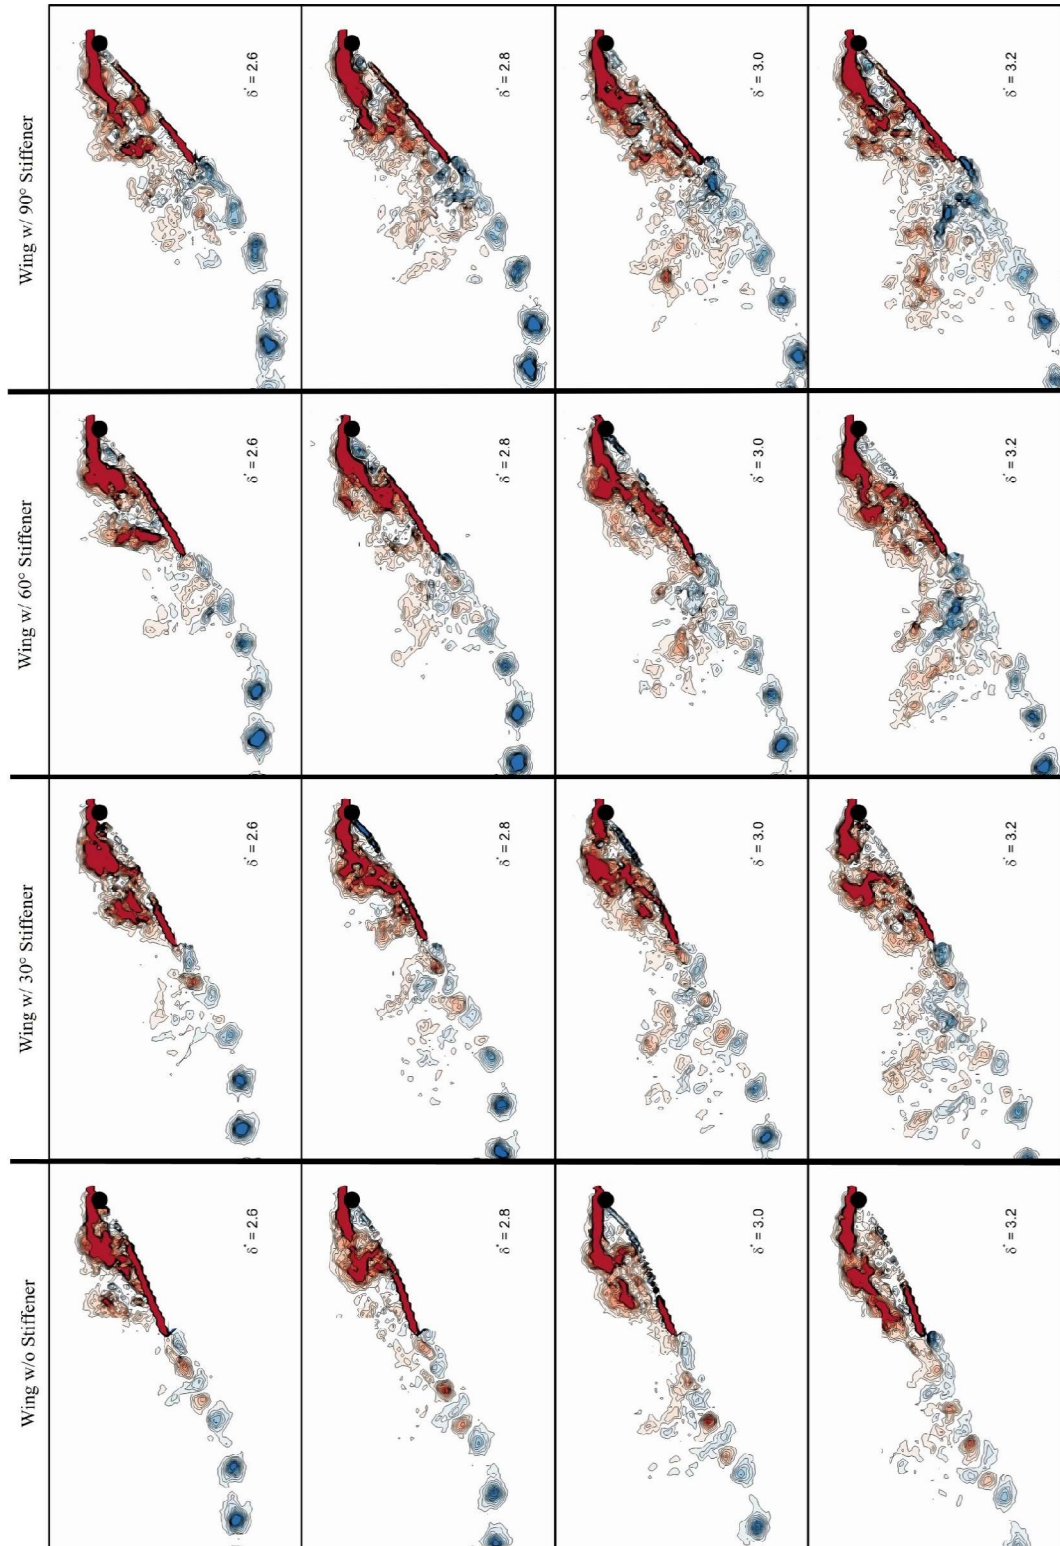 Wing w/o Stiffener
δ* = 2.6
δ* = 2.8
δ* = 3.0
δ* = 3.2
Wing w/ 30° Stiffener
δ* = 2.6
δ* = 2.8
δ* = 3.0
δ* = 3.2
Wing w/ 60° Stiffener
δ* = 2.6
δ* = 2.8
δ* = 3.0
δ* = 3.2
Wing w/ 90° Stiffener
δ* = 2.6
δ* = 2.8
δ* = 3.0
δ* = 3.2